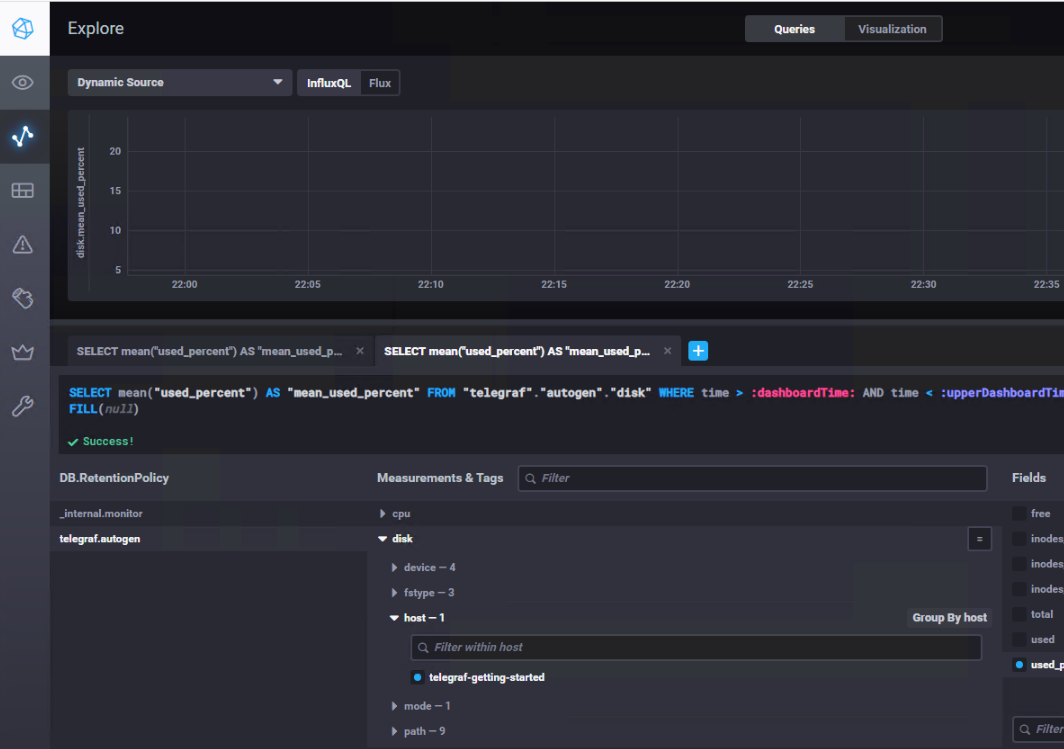 Explore
Queries
Visualization
Dynamic Source
InfluxQL
Flux
disk.mean_used_percent
20
15
10
5
22:00
22:05
22:10
22:15
22:20
22:25
22:30
22:35
SELECT mean("used_percent") AS "mean_used_p...
SELECT mean("used_percent") AS "mean_used_p...
SELECT mean("used_percent") AS "mean_used_percent" FROM "telegraf"."autogen"."disk" WHERE time > :dashboardTime: AND time < :upperDashboardTim
FILL(null)
Success!
DB.RetentionPolicy
Measurements & Tags
Filter
Fields
_internal.monitor
cpu
free
telegraf.autogen
disk
=
inodes
device — 4
inodes
fstype — 3
inodes
host — 1
Group By host
total
Filter within host
used
telegraf-getting-started
used_p
mode — 1
path — 9
Filter